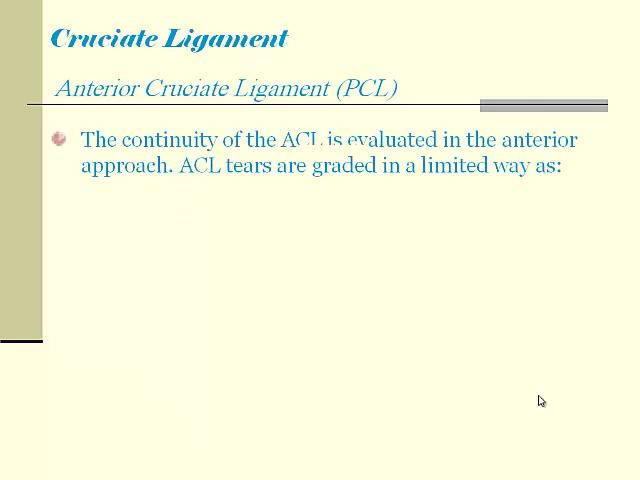 Cruciate Ligament
Anterior Cruciate Ligament (PCL)
The continuity of the ACL is evaluated in the anterior
approach. ACL tears are graded in a limited way as: